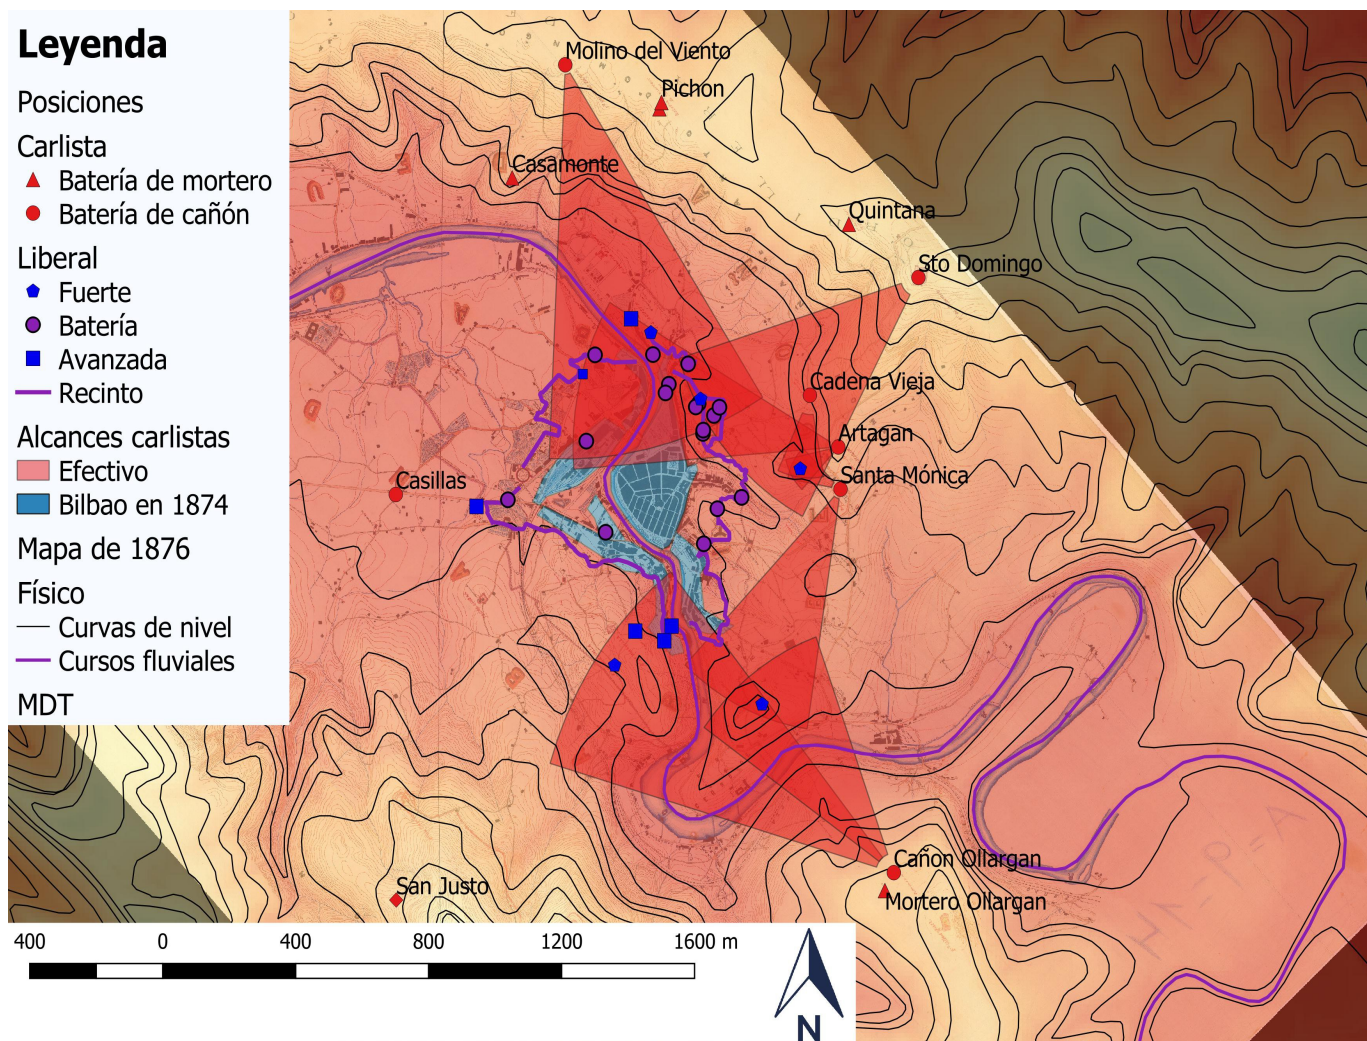 Leyenda
Posiciones
Carlista
Batería de mortero
Batería de cañón
Liberal
Fuerte
Batería
Avanzada
Recinto
Alcances carlistas
Efectivo
Bilbao en 1874
Mapa de 1876
Físico
Curvas de nivel
Cursos fluviales
MDT
Molino del Viento
Pichon
Casamonte
Quintana
Sto Domingo
Cadena Vieja
Artagan
Casillas
Santa Mónica
Cañon Ollargan
San Justo
Mortero Ollargan
400 0 400 800 1200 1600 m
N